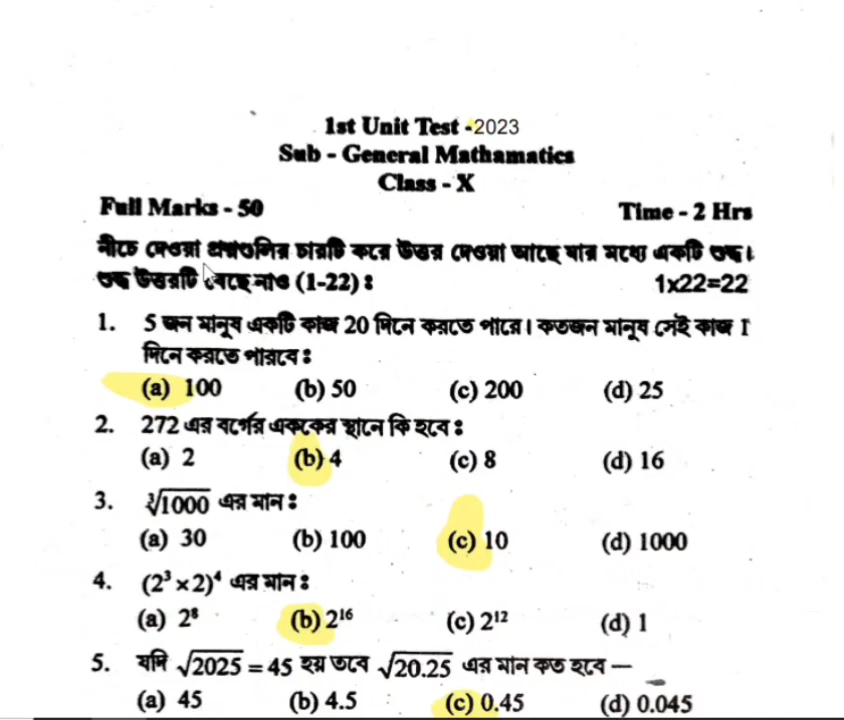 1st Unit Test -2023
Sub - General Mathamatics
Class - X
Full Marks - 50 Time - 2 Hrs
নীচে দেওয়া প্রশ্নগুলির চারটি করে উত্তর দেওয়া আছে যার মধ্যে একটি শুদ্ধ।
শুদ্ধ উত্তরটি বেছে নাও (1-22) : 1x22=22
1. 5 জন মানুষ একটি কাজ 20 দিনে করতে পারে। কতজন মানুষ সেই কাজ 1
দিনে করতে পারবে :
(a) 100 (b) 50 (c) 200 (d) 25
2. 272 এর বর্গের এককের স্থানে কি হবে :
(a) 2 (b) 4 (c) 8 (d) 16
3. ∛1000 এর মান :
(a) 30 (b) 100 (c) 10 (d) 1000
4. (2³ × 2)⁴ এর মান :
(a) 2⁸ (b) 2¹⁶ (c) 2¹² (d) 1
5. যদি √2025 = 45 হয় তবে √20.25 এর মান কত হবে —
(a) 45 (b) 4.5 (c) 0.45 (d) 0.045